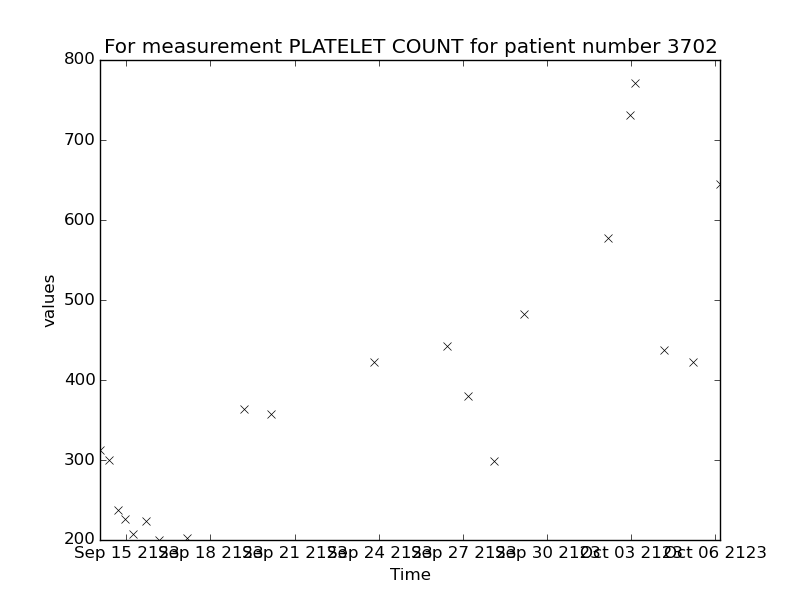 For measurement PLATELET COUNT for patient number 3702
800
700
600
500
400
300
200
values
Sep 15 2123 Sep 18 2123 Sep 21 2123 Sep 24 2123 Sep 27 2123 Sep 30 2123 Oct 03 2123 Oct 06 2123
Time